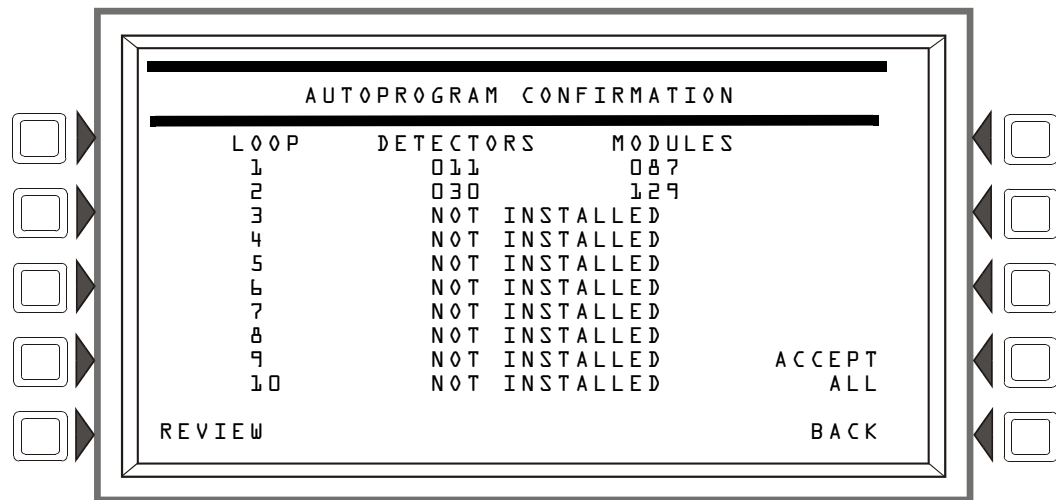 AUTOPROGRAM CONFIRMATION
LOOP DETECTORS MODULES
1 011 087
2 030 129
3 NOT INSTALLED
4 NOT INSTALLED
5 NOT INSTALLED
6 NOT INSTALLED
7 NOT INSTALLED
8 NOT INSTALLED
9 NOT INSTALLED ACCEPT
10 NOT INSTALLED ALL
REVIEW BACK